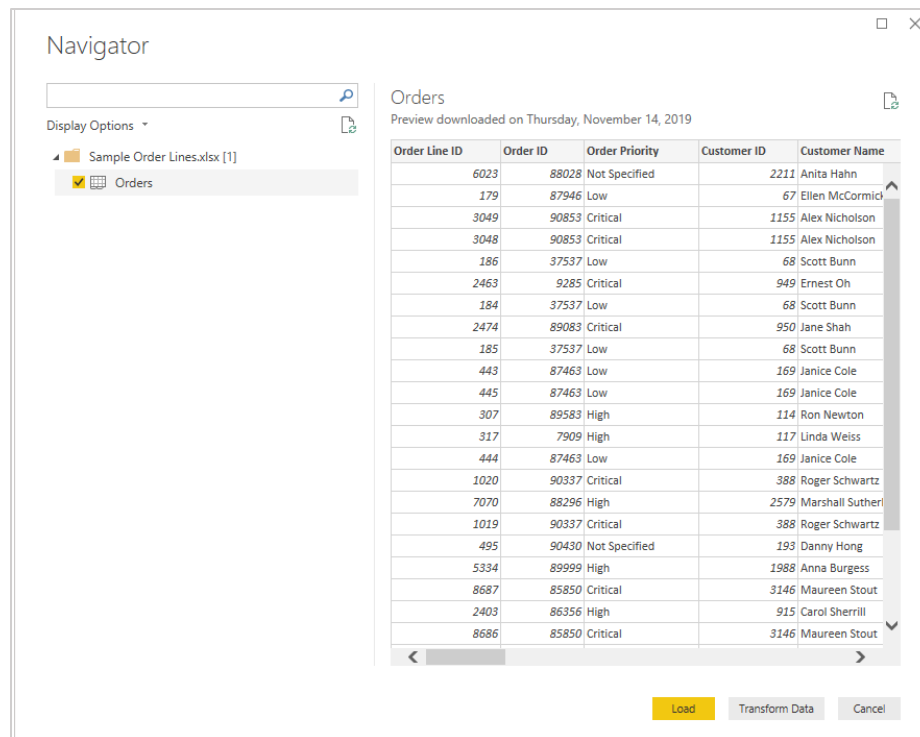 Navigator
Display Options
Sample Order Lines.xlsx [1]
Orders
Orders
Preview downloaded on Thursday, November 14, 2019
Order Line ID Order ID Order Priority Customer ID Customer Name
6023 88028 Not Specified 2211 Anita Hahn
179 87946 Low 67 Ellen McCormick
3049 90853 Critical 1155 Alex Nicholson
3048 90853 Critical 1155 Alex Nicholson
186 37537 Low 68 Scott Bunn
2463 9285 Critical 949 Ernest Oh
184 37537 Low 68 Scott Bunn
2474 89083 Critical 950 Jane Shah
185 37537 Low 68 Scott Bunn
443 87463 Low 169 Janice Cole
445 87463 Low 169 Janice Cole
307 89583 High 114 Ron Newton
317 7909 High 117 Linda Weiss
444 87463 Low 169 Janice Cole
1020 90337 Critical 388 Roger Schwartz
7070 88296 High 2579 Marshall Sutherl
1019 90337 Critical 388 Roger Schwartz
495 90430 Not Specified 193 Danny Hong
5334 89999 High 1988 Anna Burgess
8687 85850 Critical 3146 Maureen Stout
2403 86356 High 915 Carol Sherrill
8686 85850 Critical 3146 Maureen Stout
Load Transform Data Cancel